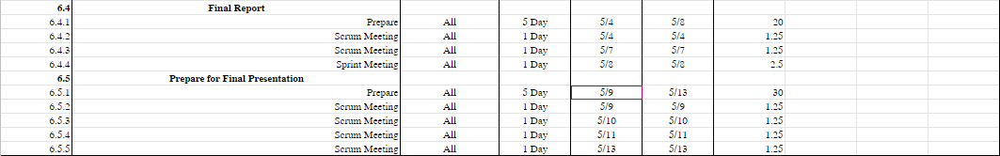 6.4 Final Report
6.4.1 Prepare All 5 Day 5/4 5/8 20
6.4.2 Scrum Meeting All 1 Day 5/4 5/4 1.25
6.4.3 Scrum Meeting All 1 Day 5/7 5/7 1.25
6.4.4 Sprint Meeting All 1 Day 5/8 5/8 2.5
6.5 Prepare for Final Presentation
6.5.1 Prepare All 5 Day 5/9 5/13 30
6.5.2 Scrum Meeting All 1 Day 5/9 5/9 1.25
6.5.3 Scrum Meeting All 1 Day 5/10 5/10 1.25
6.5.4 Scrum Meeting All 1 Day 5/11 5/11 1.25
6.5.5 Scrum Meeting All 1 Day 5/13 5/13 1.25